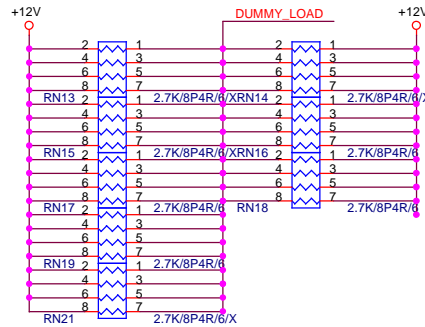 +12V DUMMY_LOAD +12V
2 1 2 1
4 3 4 3
6 5 6 5
8 7 8 7
RN13 2.7K/8P4R/6/X RN14 2.7K/8P4R/6/X
2 1 2 1
4 3 4 3
6 5 6 5
8 7 8 7
RN15 2.7K/8P4R/6/X RN16 2.7K/8P4R/6
2 1 2 1
4 3 4 3
6 5 6 5
8 7 8 7
RN17 2.7K/8P4R/6 RN18 2.7K/8P4R/6
2 1
4 3
6 5
8 7
RN19 2.7K/8P4R/6
2 1
4 3
6 5
8 7
RN21 2.7K/8P4R/6/X